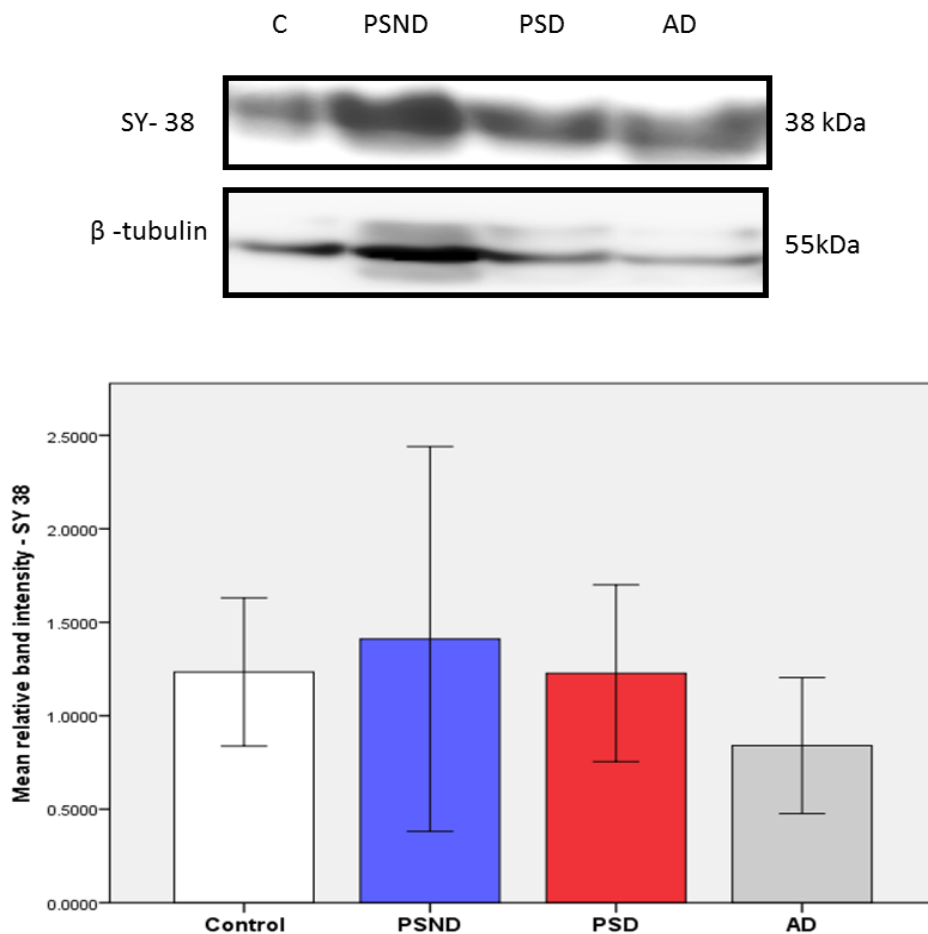 C PSND PSD AD
SY- 38 38 kDa
β -tubulin 55kDa
Mean relative band intensity - SY 38
2.5000
2.0000
1.5000
1.0000
0.5000
0.0000
Control PSND PSD AD